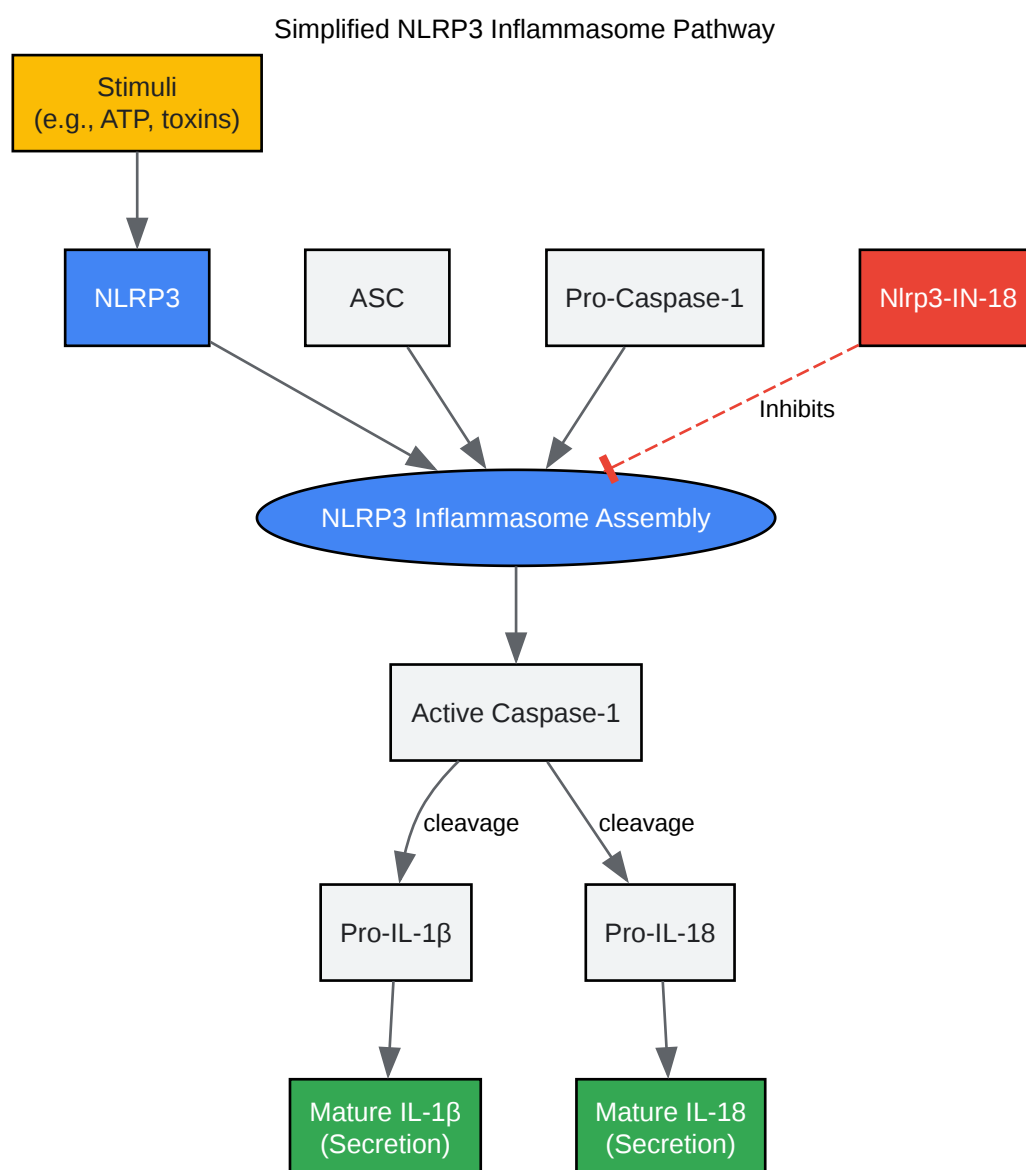 Simplified NLRP3 Inflammasome Pathway
Stimuli
(e.g., ATP, toxins)
NLRP3
ASC
Pro-Caspase-1
Nlrp3-IN-18
Inhibits
NLRP3 Inflammasome Assembly
Active Caspase-1
cleavage
cleavage
Pro-IL-1β
Pro-IL-18
Mature IL-1β
(Secretion)
Mature IL-18
(Secretion)